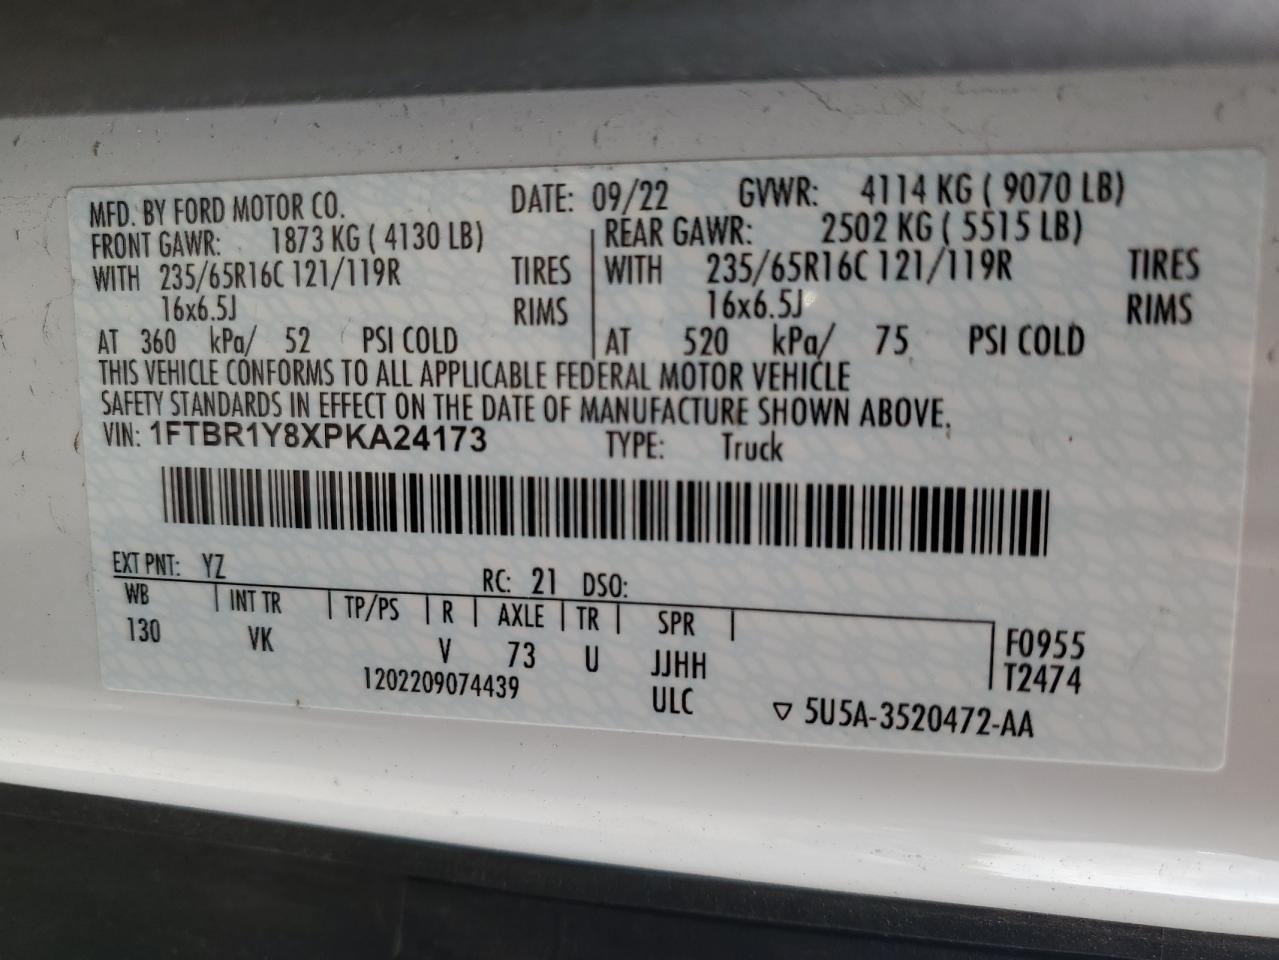 MFD. BY FORD MOTOR CO. DATE: 09/22 GVWR: 4114 KG ( 9070 LB)
FRONT GAWR: 1873 KG ( 4130 LB) REAR GAWR: 2502 KG ( 5515 LB)
WITH 235/65R16C 121/119R TIRES WITH 235/65R16C 121/119R TIRES
16x6.5J RIMS 16x6.5J RIMS
AT 360 kPa/ 52 PSI COLD AT 520 kPa/ 75 PSI COLD
THIS VEHICLE CONFORMS TO ALL APPLICABLE FEDERAL MOTOR VEHICLE
SAFETY STANDARDS IN EFFECT ON THE DATE OF MANUFACTURE SHOWN ABOVE.
VIN: 1FTBR1Y8XPKA24173 TYPE: Truck
EXT PNT: YZ RC: 21 DSO:
WB INT TR TP/PS R AXLE TR SPR F0955
130 VK V 73 U JJHH T2474
1202209074439 ULC ▽ 5U5A-3520472-AA